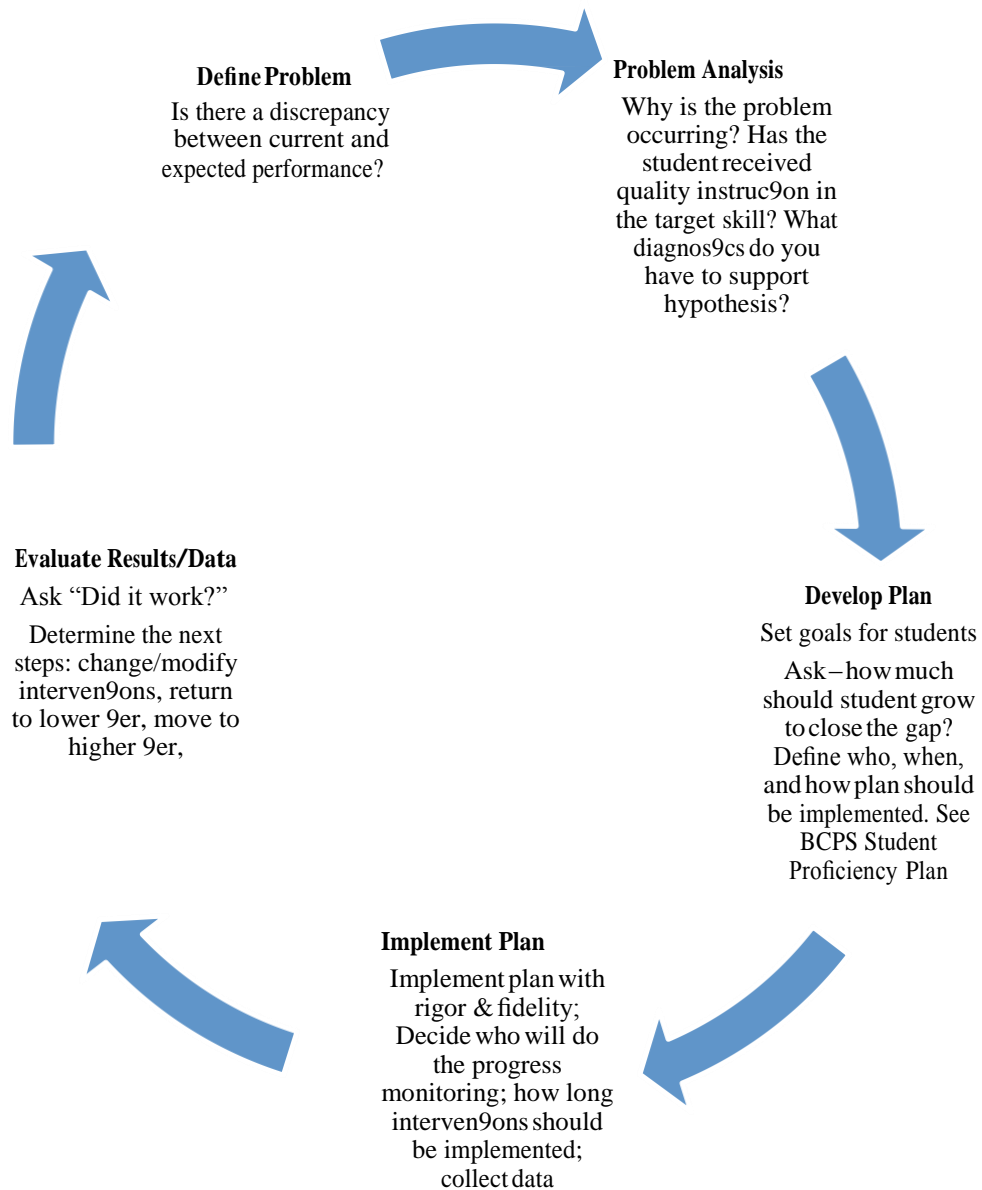 Define Problem
Is there a discrepancy
between current and
expected performance?
Problem Analysis
Why is the problem
occurring? Has the
student received
quality instruc9on in
the target skill? What
diagnos9cs do you
have to support
hypothesis?
Develop Plan
Set goals for students
Ask – how much
should student grow
to close the gap?
Define who, when,
and how plan should
be implemented. See
BCPS Student
Proficiency Plan
Implement Plan
Implement plan with
rigor & fidelity;
Decide who will do
the progress
monitoring; how long
interven9ons should
be implemented;
collect data
Evaluate Results/Data
Ask “Did it work?”
Determine the next
steps: change/modify
interven9ons, return
to lower 9er, move to
higher 9er,